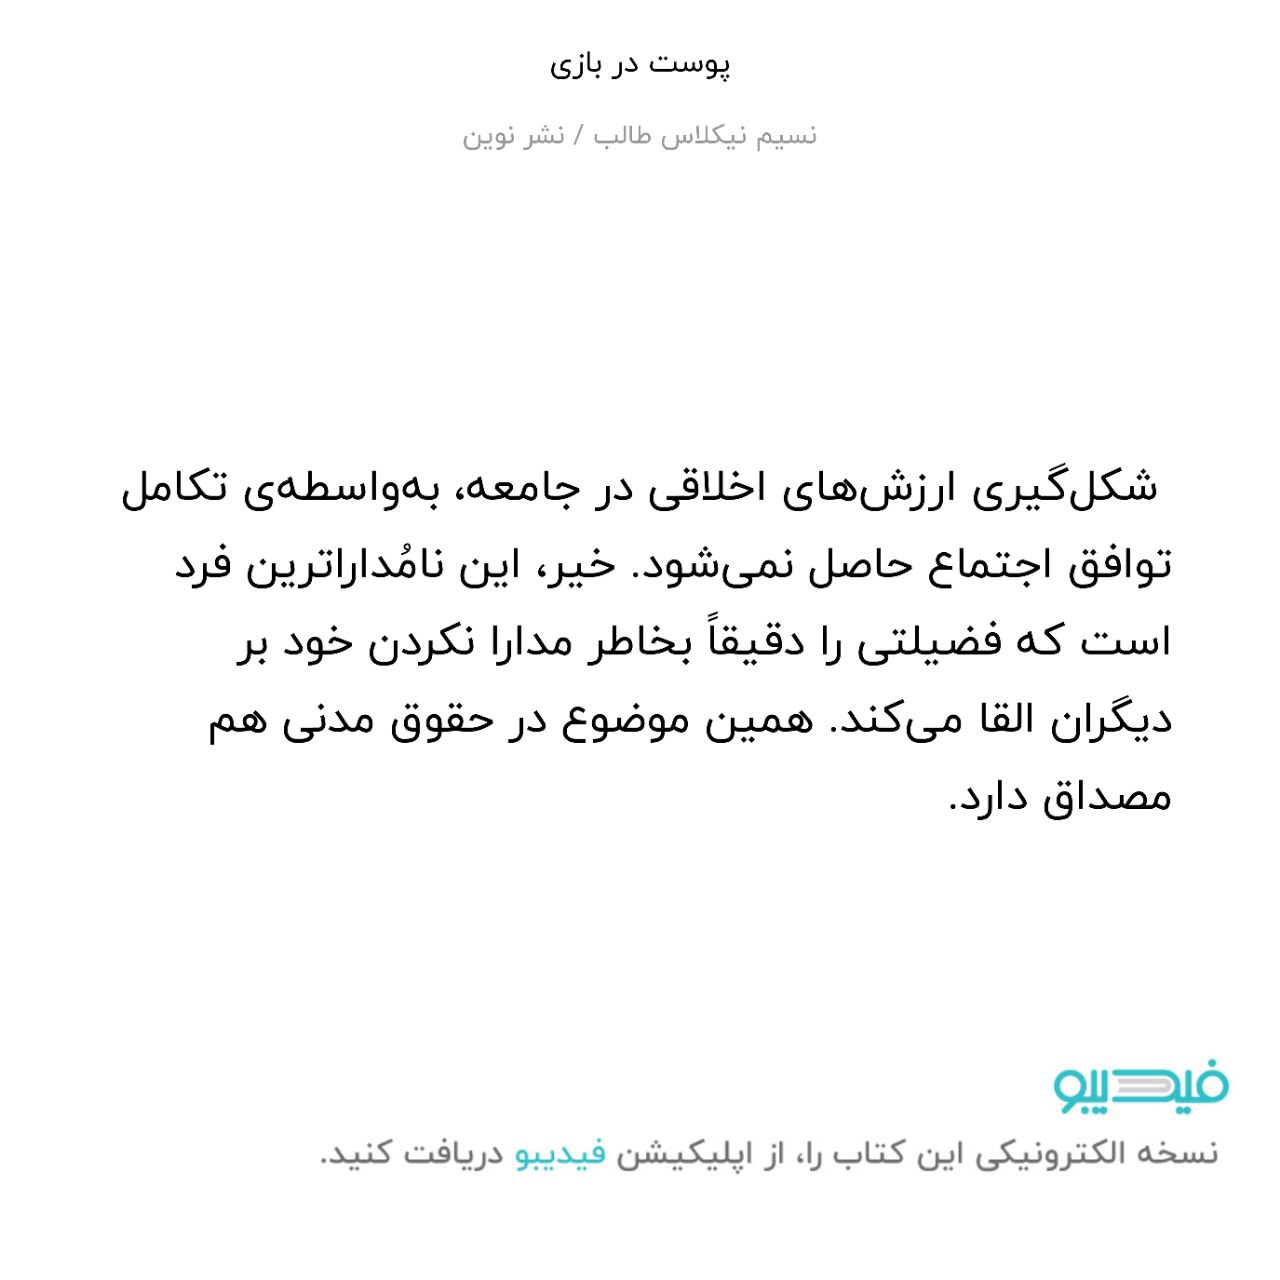 پوست در بازی
نسیم نیکلاس طالب / نشر نوین
شکل‌گیری ارزش‌های اخلاقی در جامعه، به‌واسطه‌ی تکامل
توافق اجتماع حاصل نمی‌شود. خیر، این نامُداراترین فرد
است که فضیلتی را دقیقاً بخاطر مدارا نکردن خود بر
دیگران القا می‌کند. همین موضوع در حقوق مدنی هم
مصداق دارد.
فیدیبو
نسخه الکترونیکی این کتاب را، از اپلیکیشن فیدیبو دریافت کنید.